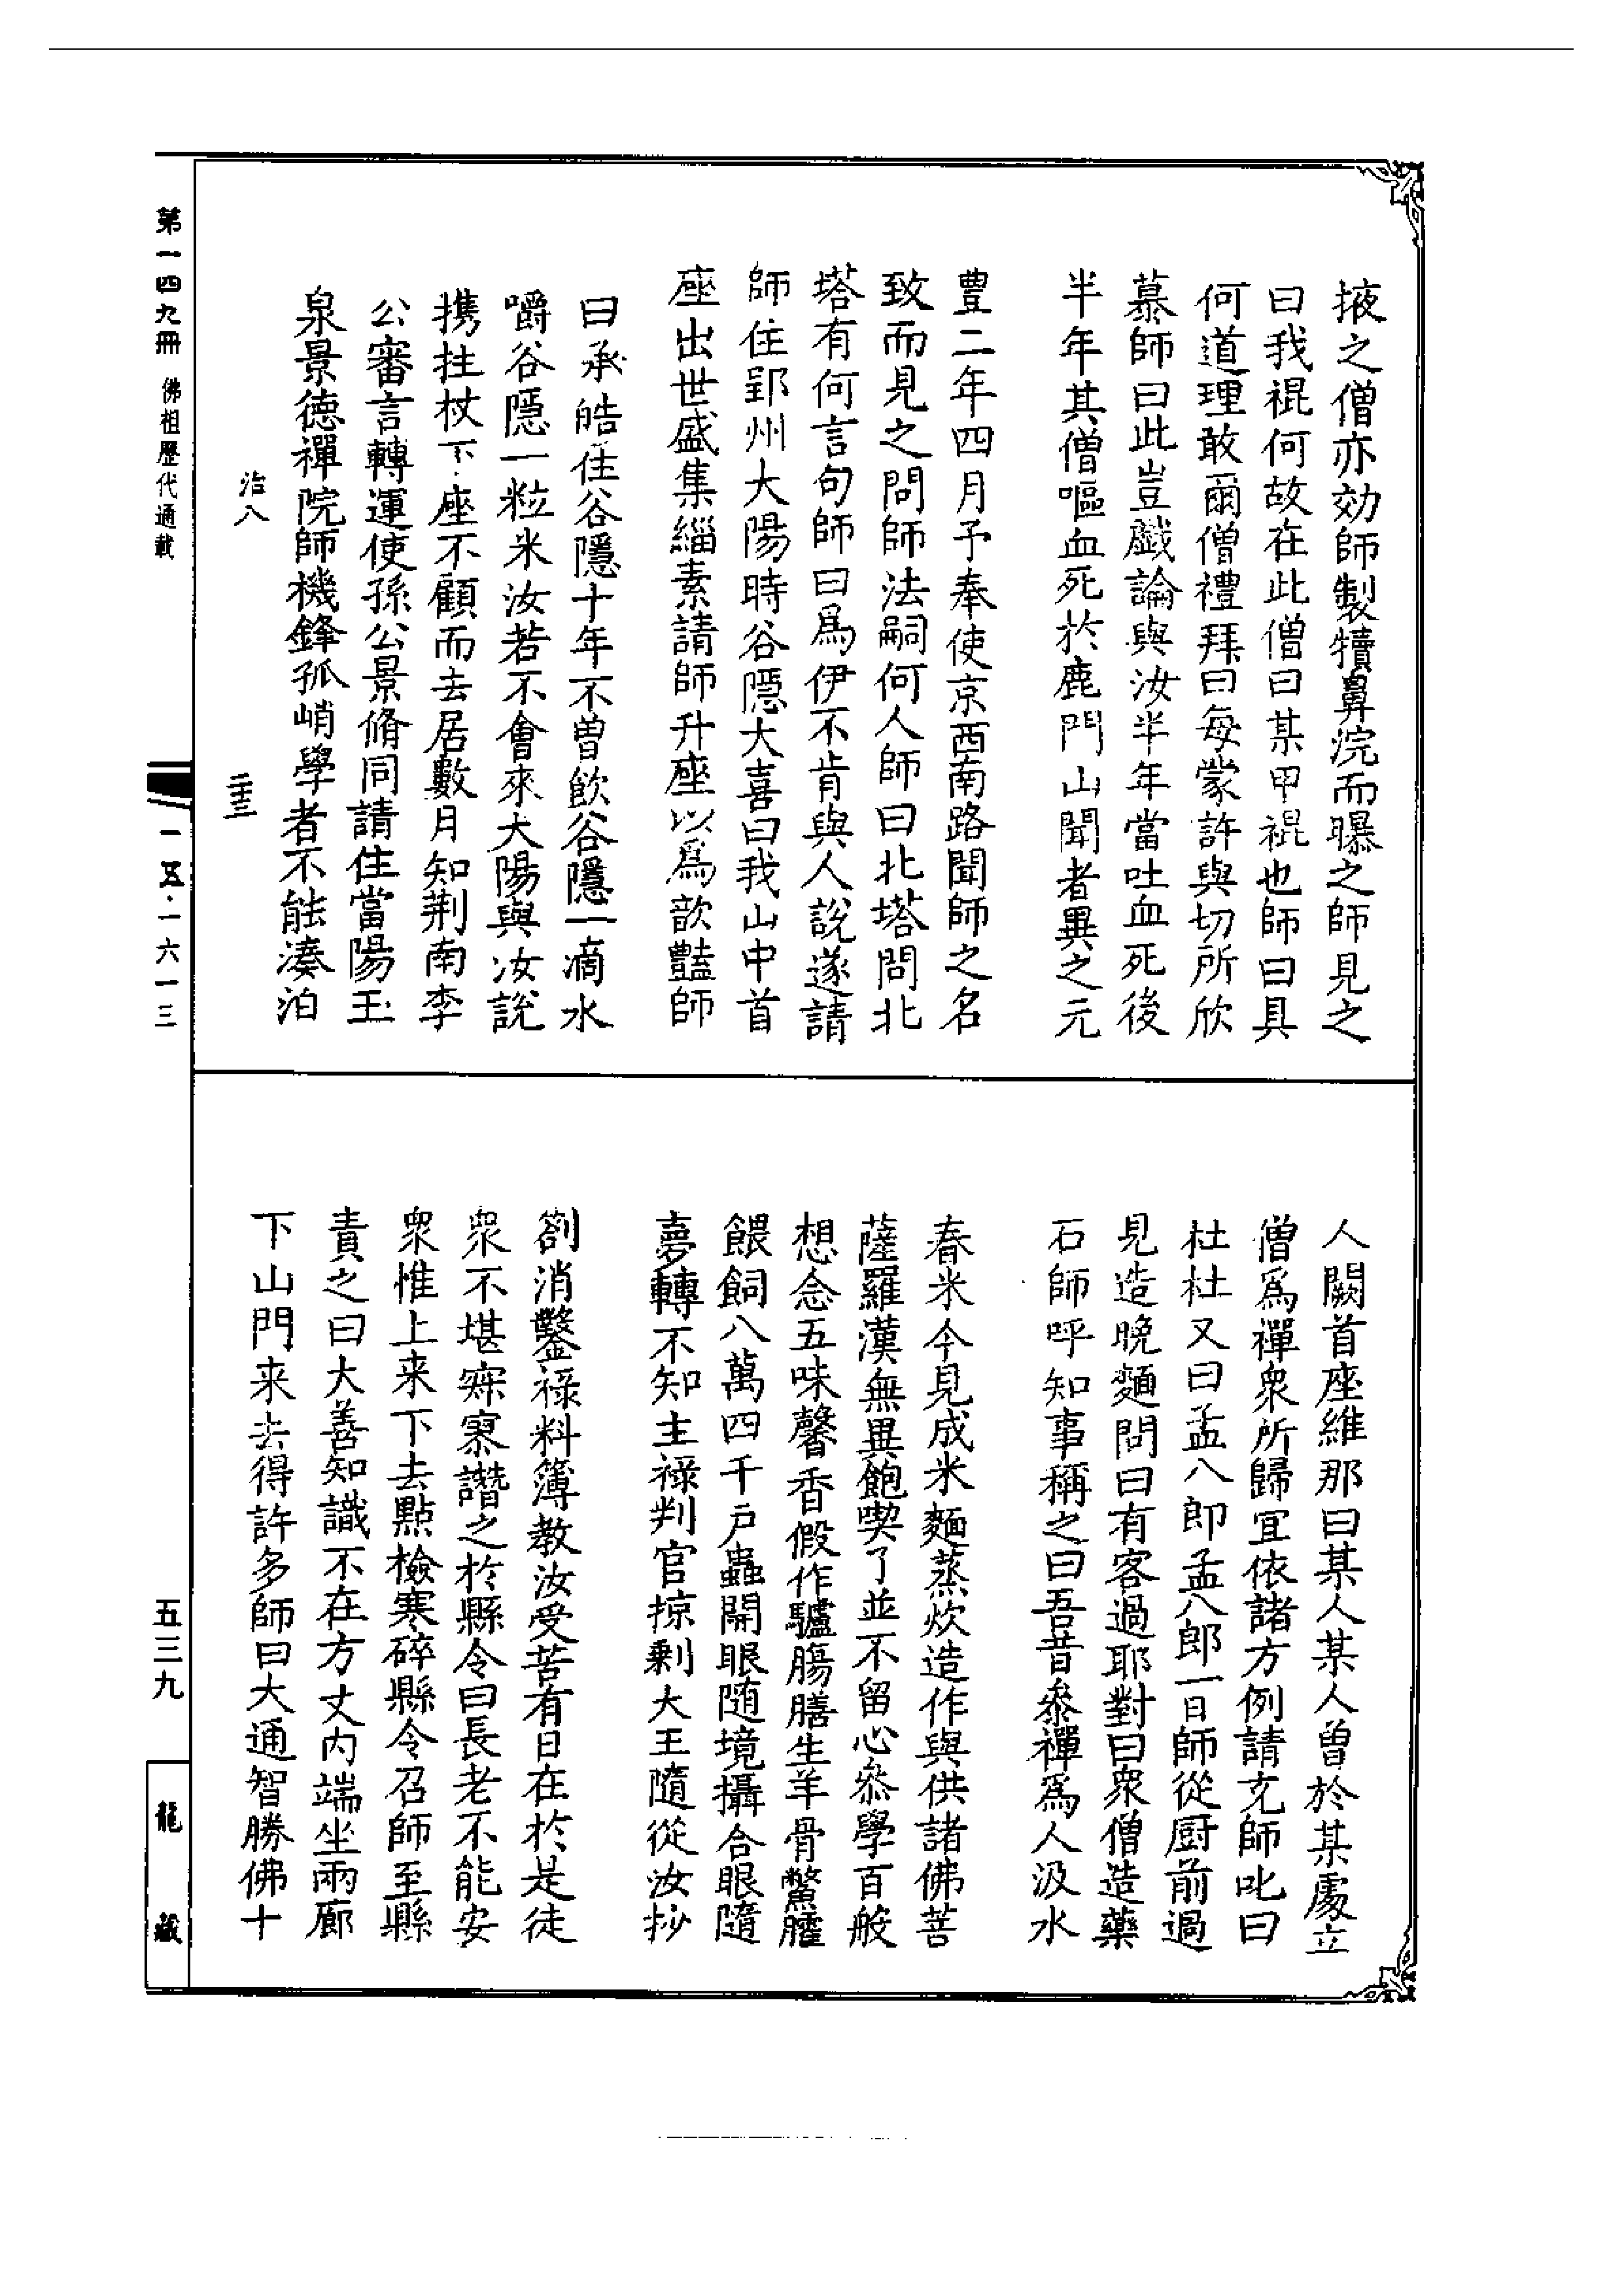 掖之僧亦効師製犢鼻浣而曝之師見之
曰我裩何故在此僧曰某甲裩也師曰具
何道理敢爾僧禮拜曰每蒙許與切所欣
慕師曰此豈戲論與汝半年當吐血死後
半年其僧嘔血死於鹿門山聞者異之元
豊二年四月予奉使京西南路聞師之名
致而見之問師法嗣何人師曰北塔問北
塔有何言句師曰爲伊不肯與人說遂請
師住郢州大陽時谷隱大喜曰我山中首
座出世盛集緇素請師升座以爲歆豔師
曰承皓住谷隱十年不曽飲谷隱一滴水
嚼谷隱一粒米汝若不會來大陽與汝說
携拄杖下座不顧而去居數月知荆南李
公審言轉運使孫公景脩同請住當陽玉
泉景德禪院師機鋒孤峭學者不能湊泊
治八
二十三
人闕首座維那曰某人某人曽於某處立
僧爲禪衆所歸宜依諸方例請充師叱曰
杜杜又曰孟八郎孟八郎一日師從厨前過
見造晚麵問曰有客過耶對曰衆僧造藥
石師呼知事稱之曰吾昔叅禪爲人汲水
舂米今見成米麵蒸炊造作與供諸佛菩
薩羅漢無異飽喫了並不留心叅學百般
想念五味馨香假作驢膓膳生羊骨鱉臛
餵飼八萬四千戶蟲開眼随境攝合眼隨
夢轉不知主祿判官掠剩大王隨從汝抄
劄消鑿祿料簿教汝受苦有日在於是徒
衆不堪寂寥譖之於縣令曰長老不能安
衆惟上来下去點檢寒碎縣令召師至縣
責之曰大善知識不在方丈内端坐兩廊
下山門来去得許多師曰大通智勝佛十
第一四九冊 佛祖歷代通載
一五·一六一三
五三九
龍藏